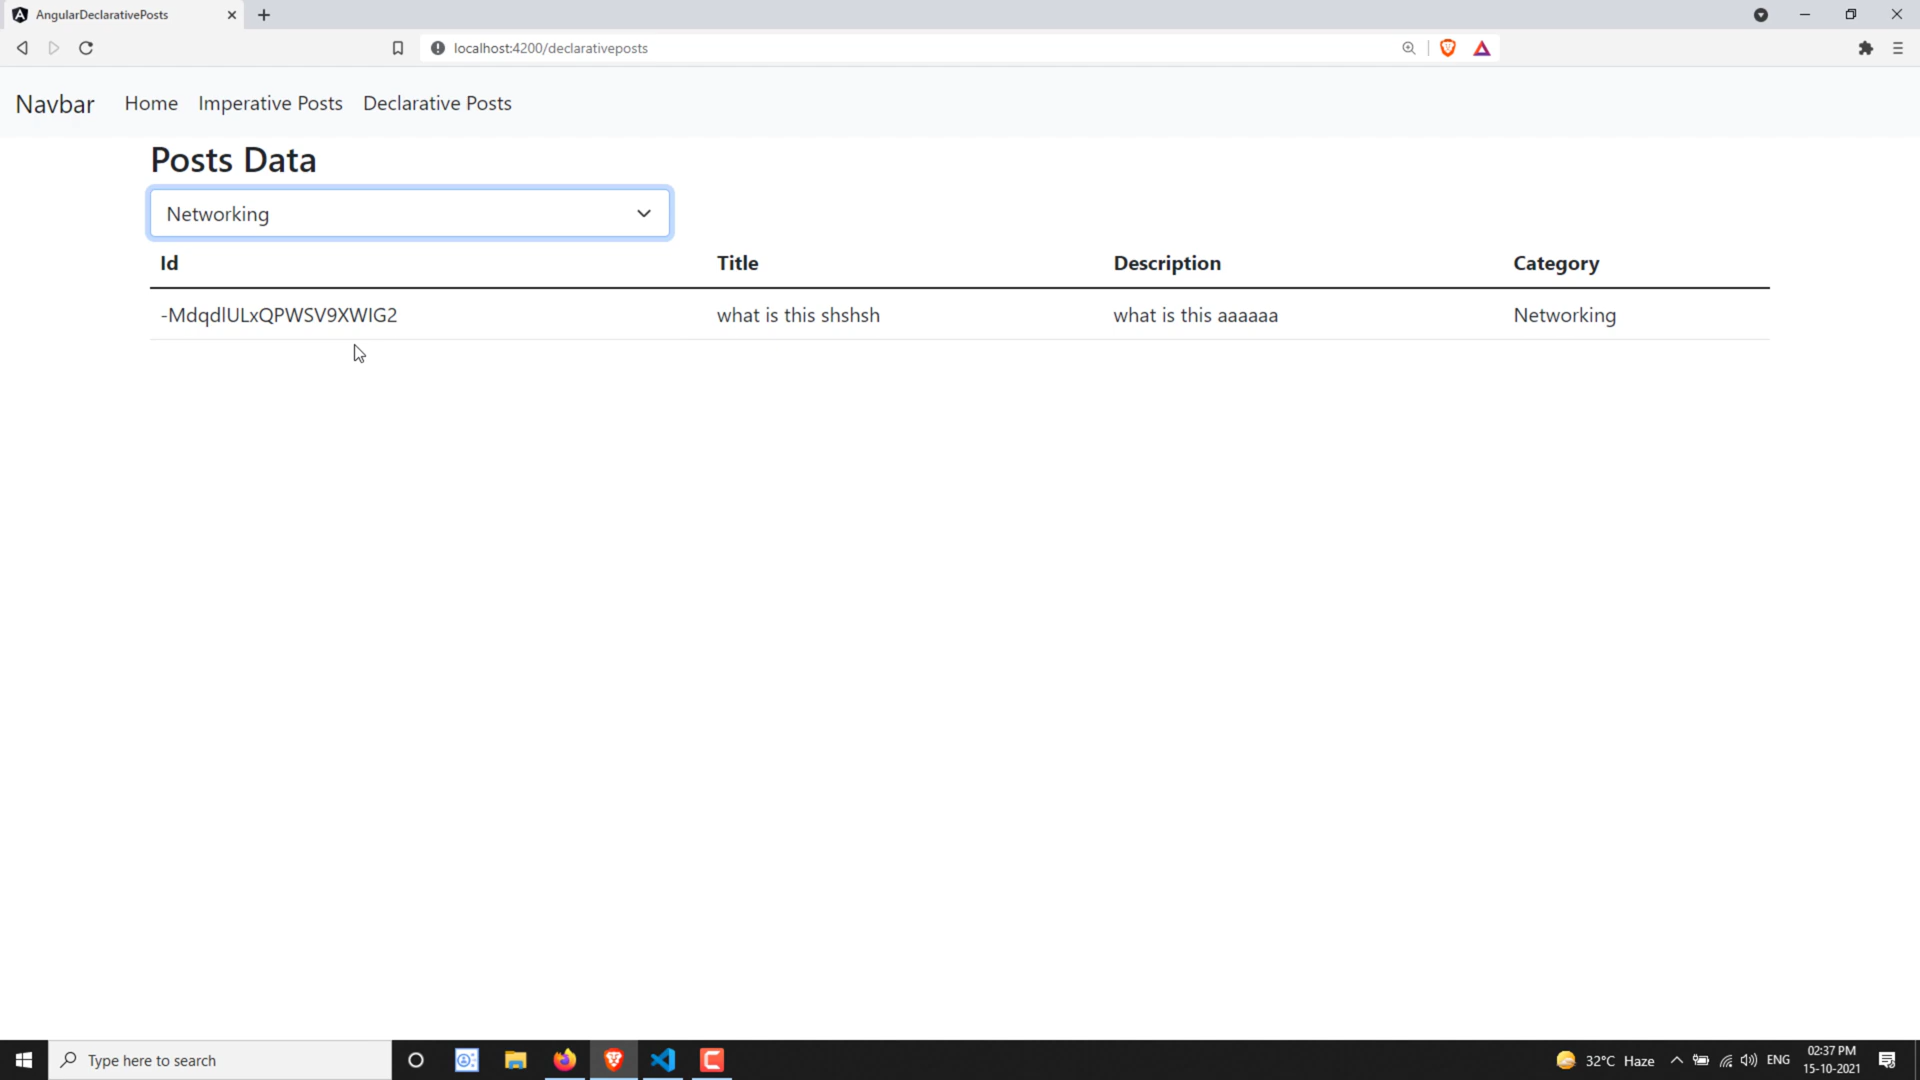 AngularDeclarativePosts
localhost:4200/declarativeposts
Navbar Home Imperative Posts Declarative Posts
Posts Data
Networking
Id Title Description Category
-MdqdlULxQPWSV9XWIG2 what is this shshsh what is this aaaaaa Networking
Type here to search
32°C Haze
ENG
02:37 PM
15-10-2021